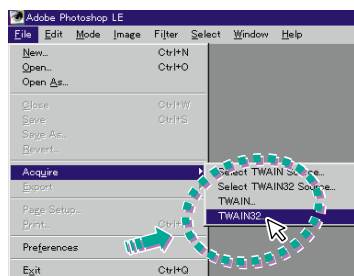 Adobe Photoshop LE
File Edit Mode Image Filter Select Window Help
New... Ctrl+N
Open... Ctrl+O
Open As...
Close Ctrl+W
Save Ctrl+S
Save As...
Revert...
Acquire
Export
Page Setup...
Print...
Preferences
Exit Ctrl+Q
Select TWAIN Source...
Select TWAIN32 Source...
TWAIN...
TWAIN32...